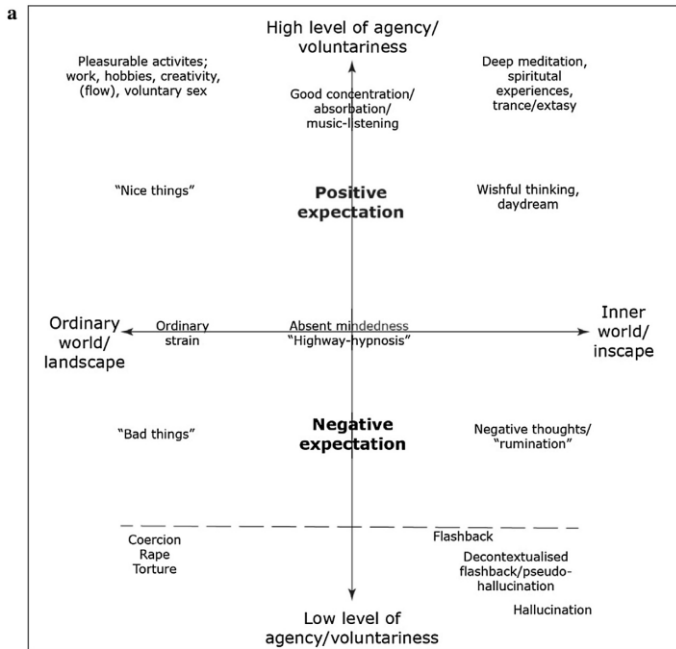 a
High level of agency/
voluntariness
Pleasurable activites;
work, hobbies, creativity,
(flow), voluntary sex
Good concentration/
absorbation/
music-listening
Deep meditation,
spirtutal
experiences,
trance/extasy
"Nice things"
Positive
expectation
Wishful thinking,
daydream
Ordinary
world/
landscape
Ordinary
strain
Absent mindedness
"Highway-hypnosis"
Inner
world/
inscape
"Bad things"
Negative
expectation
Negative thoughts/
"rumination"
Coercion
Rape
Torture
Flashback
Decontextualised
flashback/pseudo-
hallucination
Hallucination
Low level of
agency/voluntariness